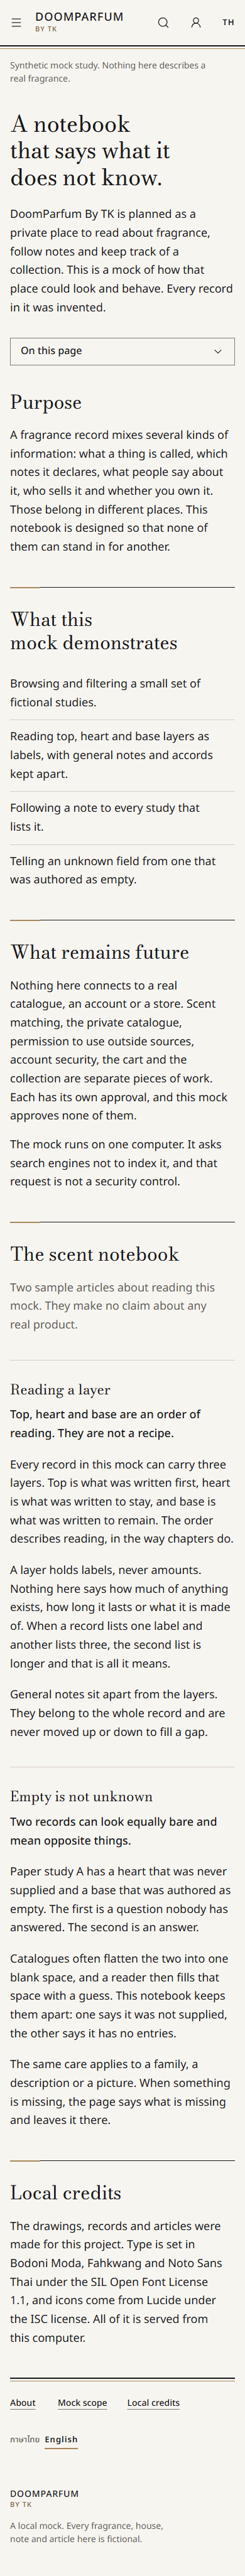 DOOMPARFUM
BY TK
TH
Synthetic mock study. Nothing here describes a
real fragrance.
A notebook
that says what it
does not know.
DoomParfum By TK is planned as a
private place to read about fragrance,
follow notes and keep track of a
collection. This is a mock of how that
place could look and behave. Every record
in it was invented.
On this page
Purpose
A fragrance record mixes several kinds of
information: what a thing is called, which
notes it declares, what people say about
it, who sells it and whether you own it.
Those belong in different places. This
notebook is designed so that none of
them can stand in for another.
What this
mock demonstrates
Browsing and filtering a small set of
fictional studies.
Reading top, heart and base layers as
labels, with general notes and accords
kept apart.
Following a note to every study that
lists it.
Telling an unknown field from one that
was authored as empty.
What remains future
Nothing here connects to a real
catalogue, an account or a store. Scent
matching, the private catalogue,
permission to use outside sources,
account security, the cart and the
collection are separate pieces of work.
Each has its own approval, and this mock
approves none of them.
The mock runs on one computer. It asks
search engines not to index it, and that
request is not a security control.
The scent notebook
Two sample articles about reading this
mock. They make no claim about any
real product.
Reading a layer
Top, heart and base are an order of
reading. They are not a recipe.
Every record in this mock can carry three
layers. Top is what was written first, heart
is what was written to stay, and base is
what was written to remain. The order
describes reading, in the way chapters do.
A layer holds labels, never amounts.
Nothing here says how much of anything
exists, how long it lasts or what it is made
of. When a record lists one label and
another lists three, the second list is
longer and that is all it means.
General notes sit apart from the layers.
They belong to the whole record and are
never moved up or down to fill a gap.
Empty is not unknown
Two records can look equally bare and
mean opposite things.
Paper study A has a heart that was never
supplied and a base that was authored as
empty. The first is a question nobody has
answered. The second is an answer.
Catalogues often flatten the two into one
blank space, and a reader then fills that
space with a guess. This notebook keeps
them apart: one says it was not supplied,
the other says it has no entries.
The same care applies to a family, a
description or a picture. When something
is missing, the page says what is missing
and leaves it there.
Local credits
The drawings, records and articles were
made for this project. Type is set in
Bodoni Moda, Fahkwang and Noto Sans
Thai under the SIL Open Font License
1.1, and icons come from Lucide under
the ISC license. All of it is served from
this computer.
About
Mock scope
Local credits
ภาษาไทย
English
DOOMPARFUM
BY TK
A local mock. Every fragrance, house,
note and article here is fictional.